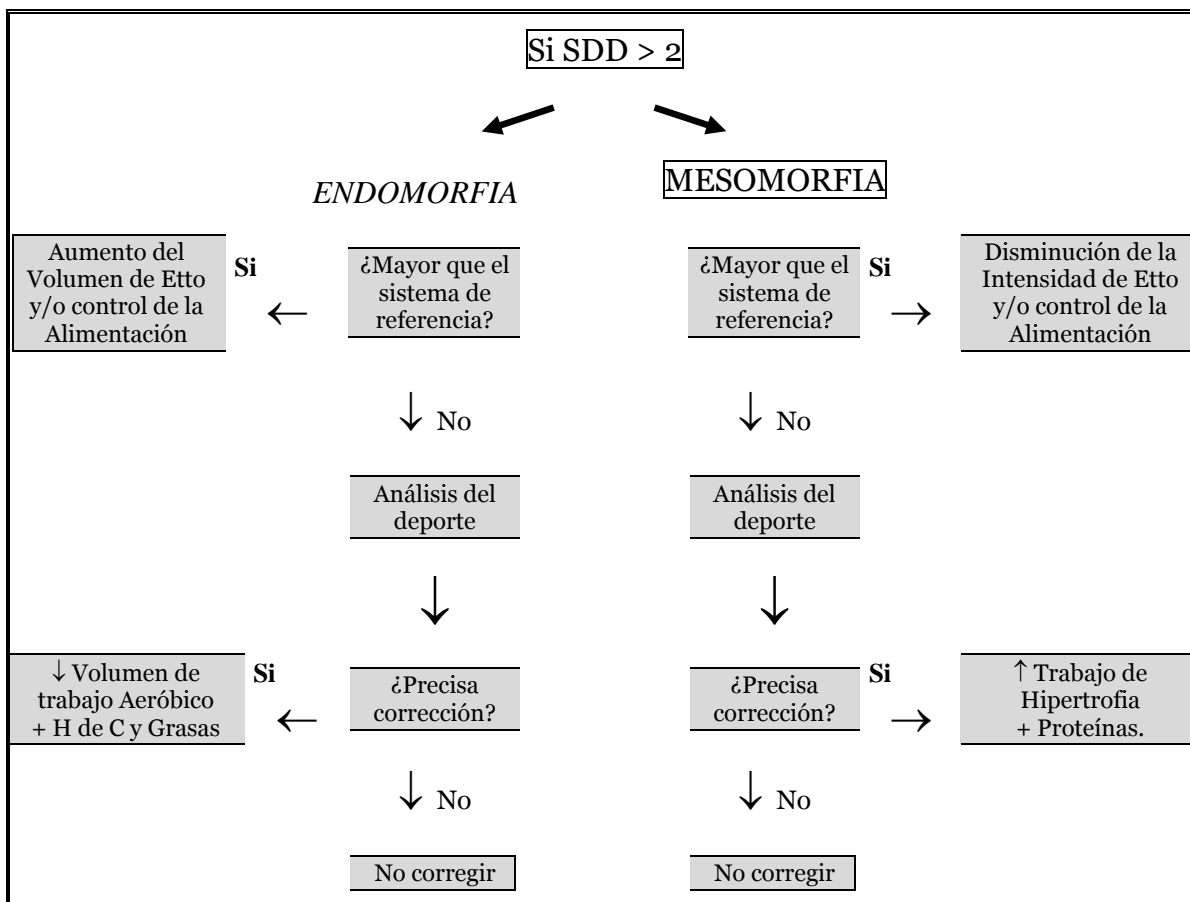 Si SDD > 2
ENDOMORFIA
MESOMORFIA
Aumento del
Volumen de Etto
y/o control de la
Alimentación
Si
←
¿Mayor que el
sistema de
referencia?
¿Mayor que el
sistema de
referencia?
Si
→
Disminución de la
Intensidad de Etto
y/o control de la
Alimentación
↓ No
↓ No
Análisis del
deporte
Análisis del
deporte
↓
↓
↓ Volumen de
trabajo Aeróbico
+ H de C y Grasas
Si
←
¿Precisa
corrección?
¿Precisa
corrección?
Si
→
↑ Trabajo de
Hipertrofia
+ Proteínas.
↓ No
↓ No
No corregir
No corregir